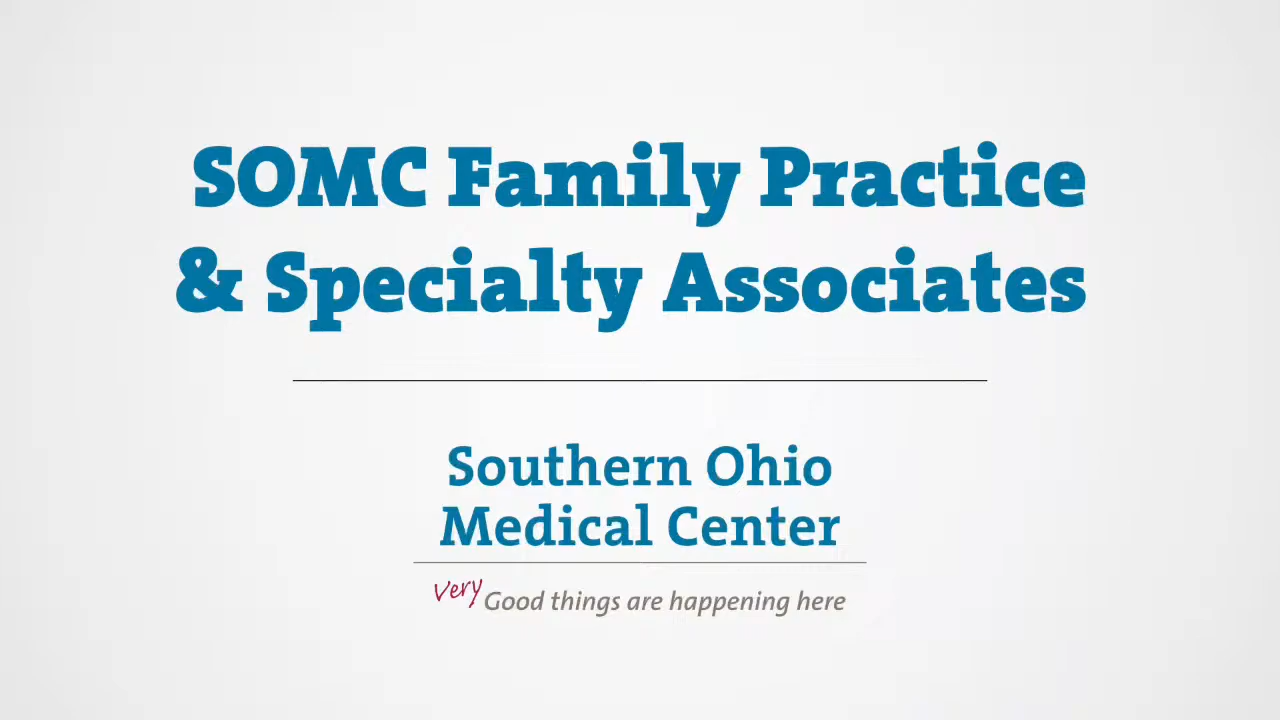 SOMC Family Practice
& Specialty Associates
Southern Ohio
Medical Center
Very Good things are happening here